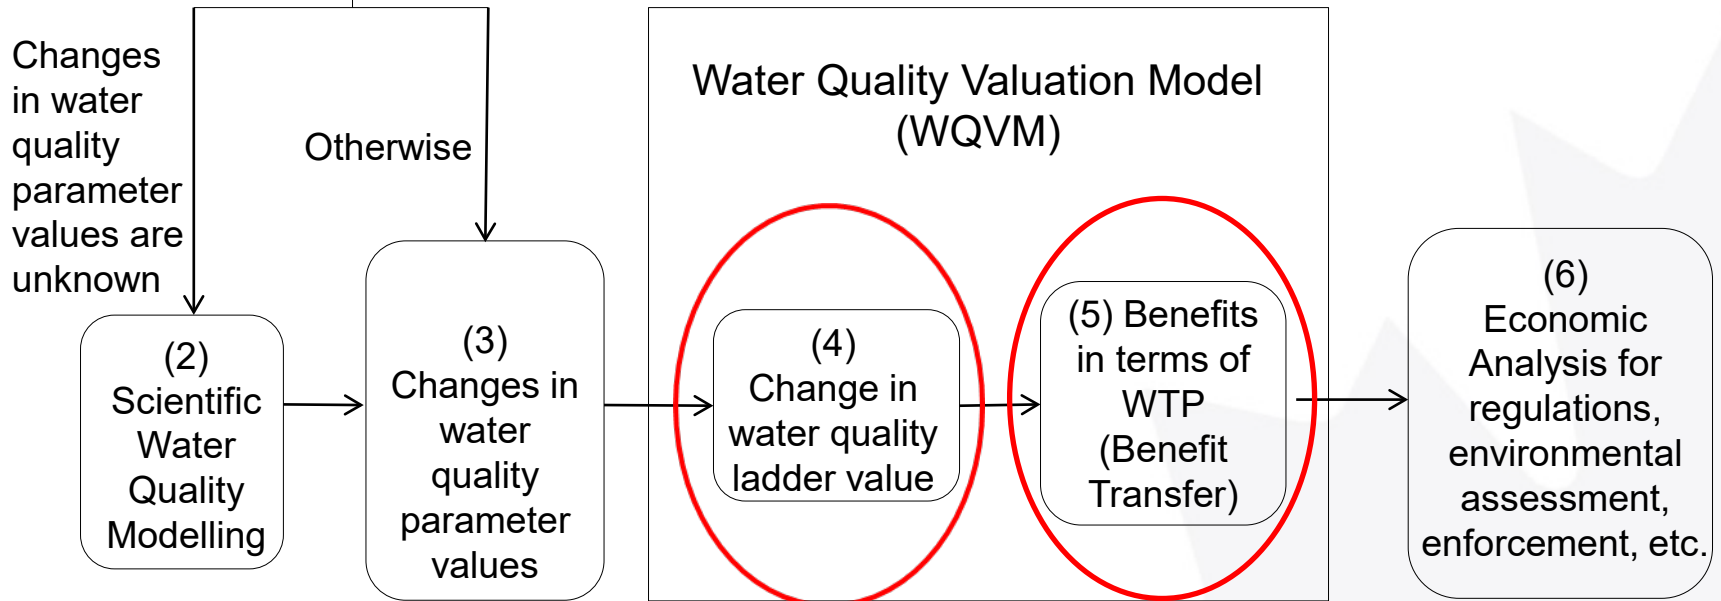 Changes
in water
quality
parameter
values are
unknown
Otherwise
Water Quality Valuation Model
(WQVM)
(2)
Scientific
Water
Quality
Modelling
(3)
Changes in
water
quality
parameter
values
(4)
Change in
water quality
ladder value
(5) Benefits
in terms of
WTP
(Benefit
Transfer)
(6)
Economic
Analysis for
regulations,
environmental
assessment,
enforcement, etc.